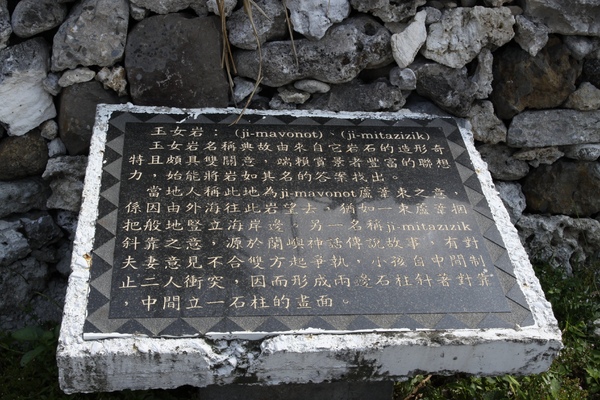 玉女岩：（ji-mavonot)、(ji-mitazizik)
玉女岩名稱典故由來自它岩石的造形奇
特且頗具雙關意，端賴賞景者豐富的聯想
力，始能將岩如其名的答案找出。
當地人稱此地為ji-mavonot蘆葦束之意，
係因由外海往此岩望去，猶如一束蘆葦捆
把般地豎立海岸邊。另一名稱ji-mitazizik
斜靠之意，源於蘭嶼神話傳說故事，有對
夫妻意見不合雙方起爭執，小孩自中間制
止二人衝突，因而形成兩邊石柱斜著對靠
，中間立一石柱的畫面。